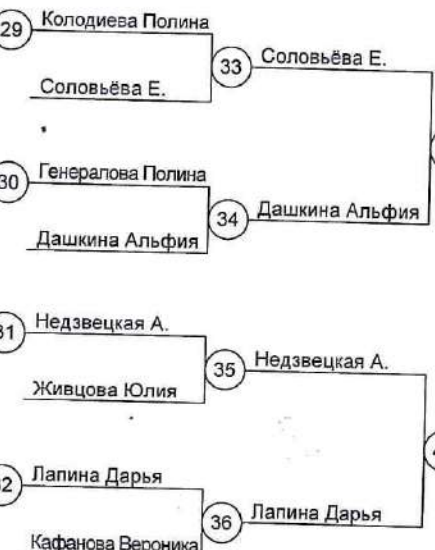 29 Колодиева Полина
33 Соловьёва Е.
Соловьёва Е.
30 Генералова Полина
34 Дашкина Альфия
Дашкина Альфия
31 Недзвецкая А.
35 Недзвецкая А.
Живцова Юлия
32 Лапина Дарья
36 Лапина Дарья
Кафанова Вероника